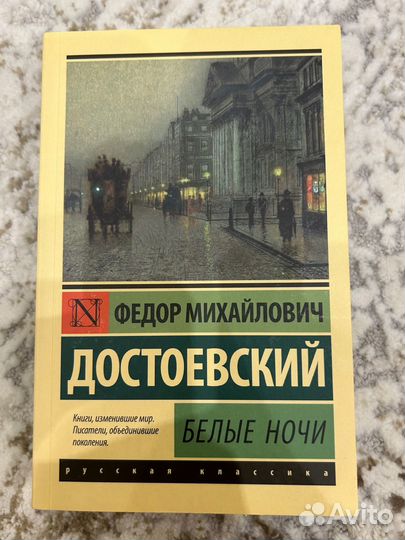 N
ФЕДОР МИХАЙЛОВИЧ
ДОСТОЕВСКИЙ
Книги, изменившие мир.
Писатели, объединившие
поколения.
БЕЛЫЕ НОЧИ
русская классика
Avito